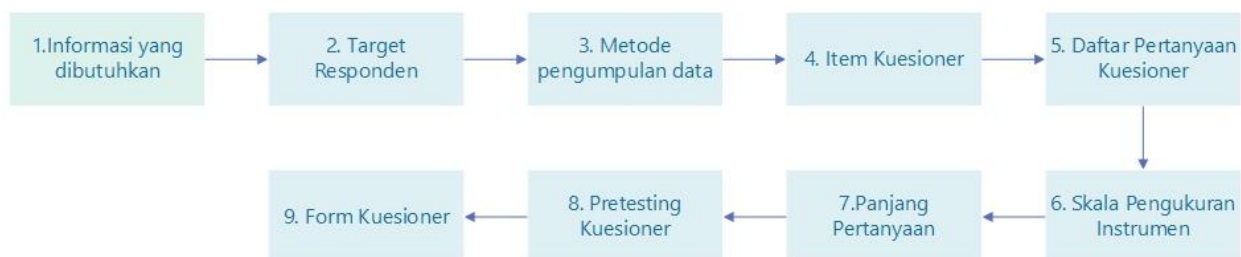 1.Informasi yang
dibutuhkan
2. Target
Responden
3. Metode
pengumpulan data
4. Item Kuesioner
5. Daftar Pertanyaan
Kuesioner
6. Skala Pengukuran
Instrumen
7.Panjang
Pertanyaan
8. Pretesting
Kuesioner
9. Form Kuesioner